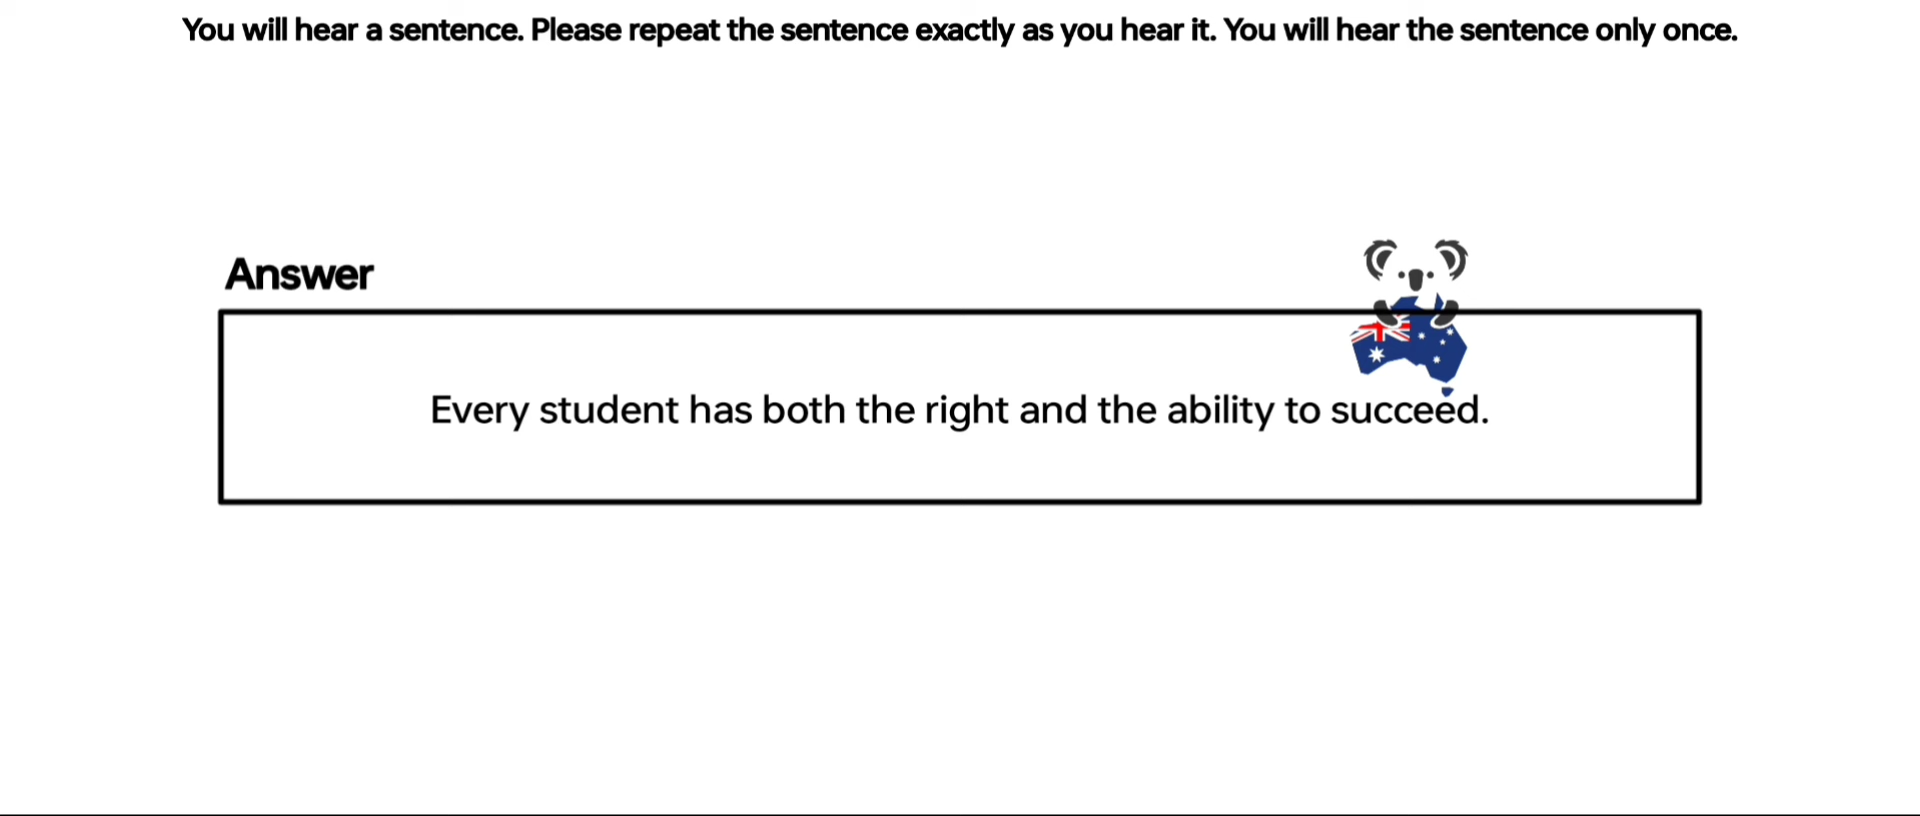 You will hear a sentence. Please repeat the sentence exactly as you hear it. You will hear the sentence only once.
Answer
Every student has both the right and the ability to succeed.